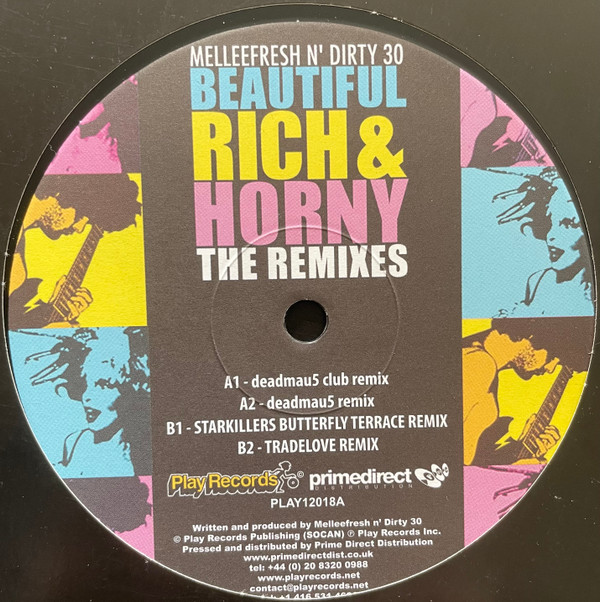 MELLEEFRESH N' DIRTY 30
BEAUTIFUL
RICH &
HORNY
THE REMIXES
A1 - deadmau5 club remix
A2 - deadmau5 remix
B1 - STARKILLERS BUTTERFLY TERRACE REMIX
B2 - TRADELOVE REMIX
Play Records © primedirect
DISTRIBUTION
PLAY12018A
Written and produced by Melleefresh n' Dirty 30
© Play Records Publishing (SOCAN) ℗ Play Records Inc.
Pressed and distributed by Prime Direct Distribution
www.primedirectdist.co.uk
tel: +44 (0) 20 8320 0988
www.playrecords.net
contact@playrecords.net